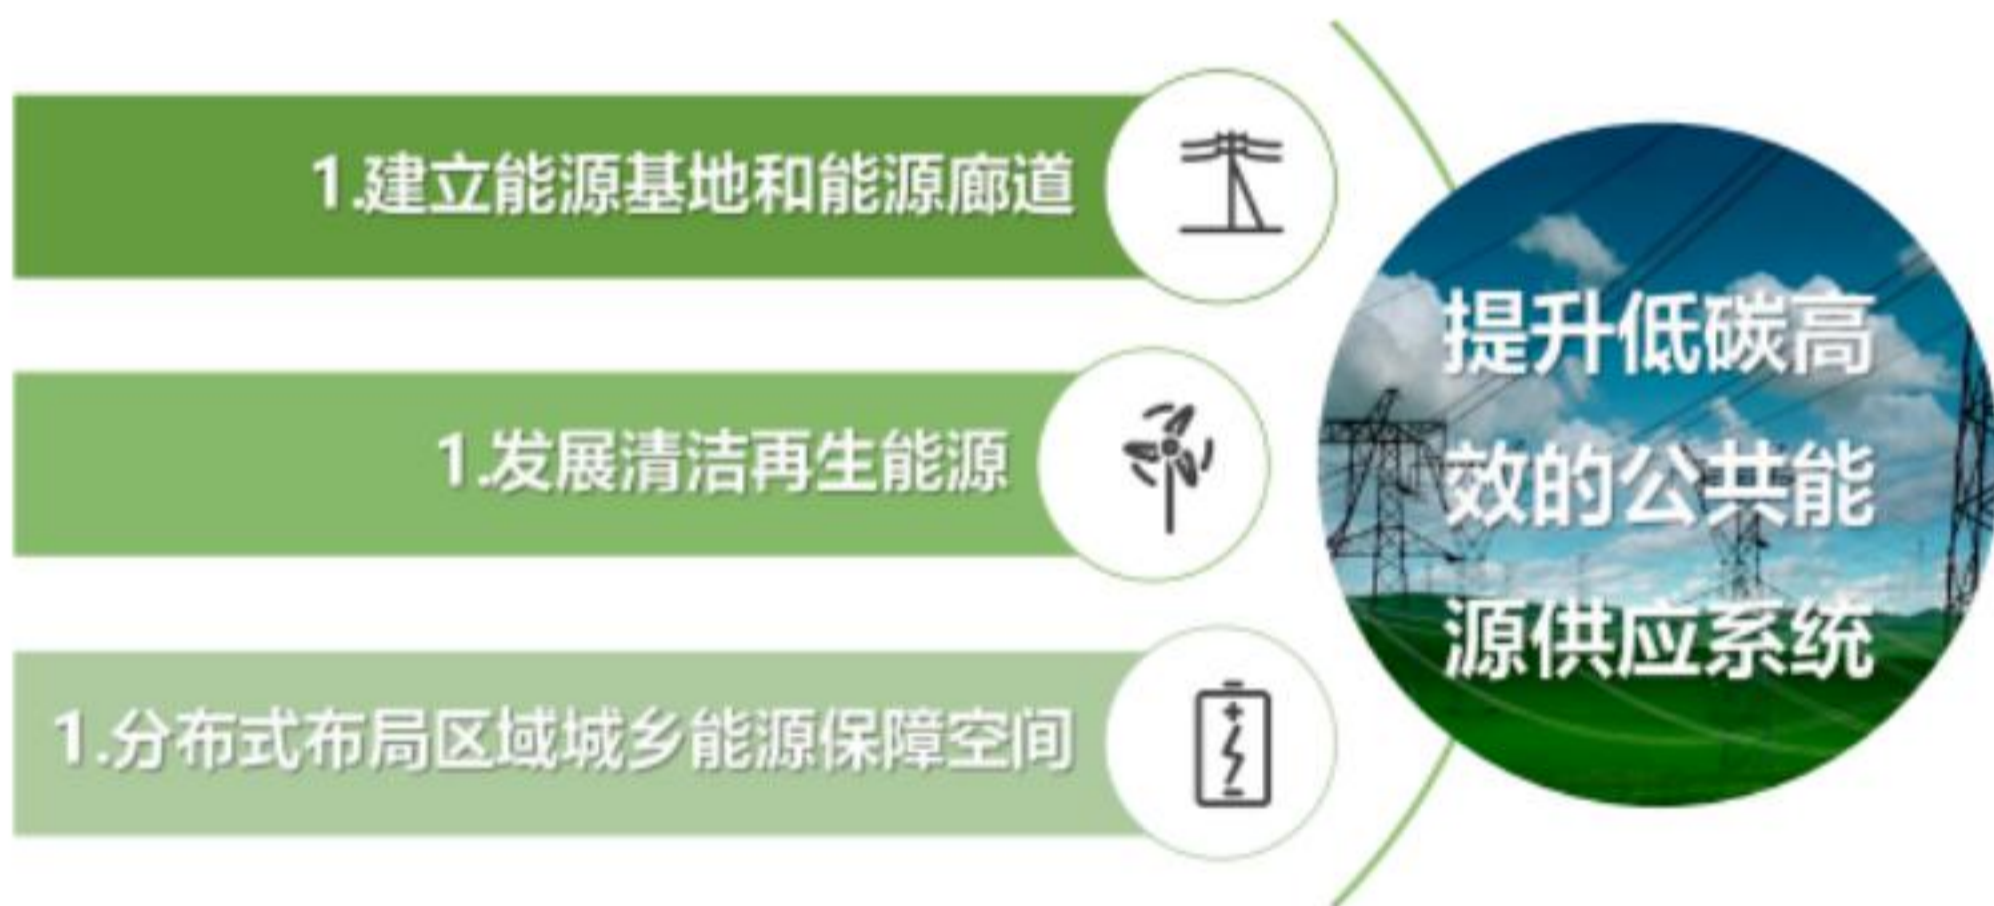 1.建立能源基地和能源廊道
1.发展清洁再生能源
1.分布式布局区域城乡能源保障空间
提升低碳高
效的公共能
源供应系统